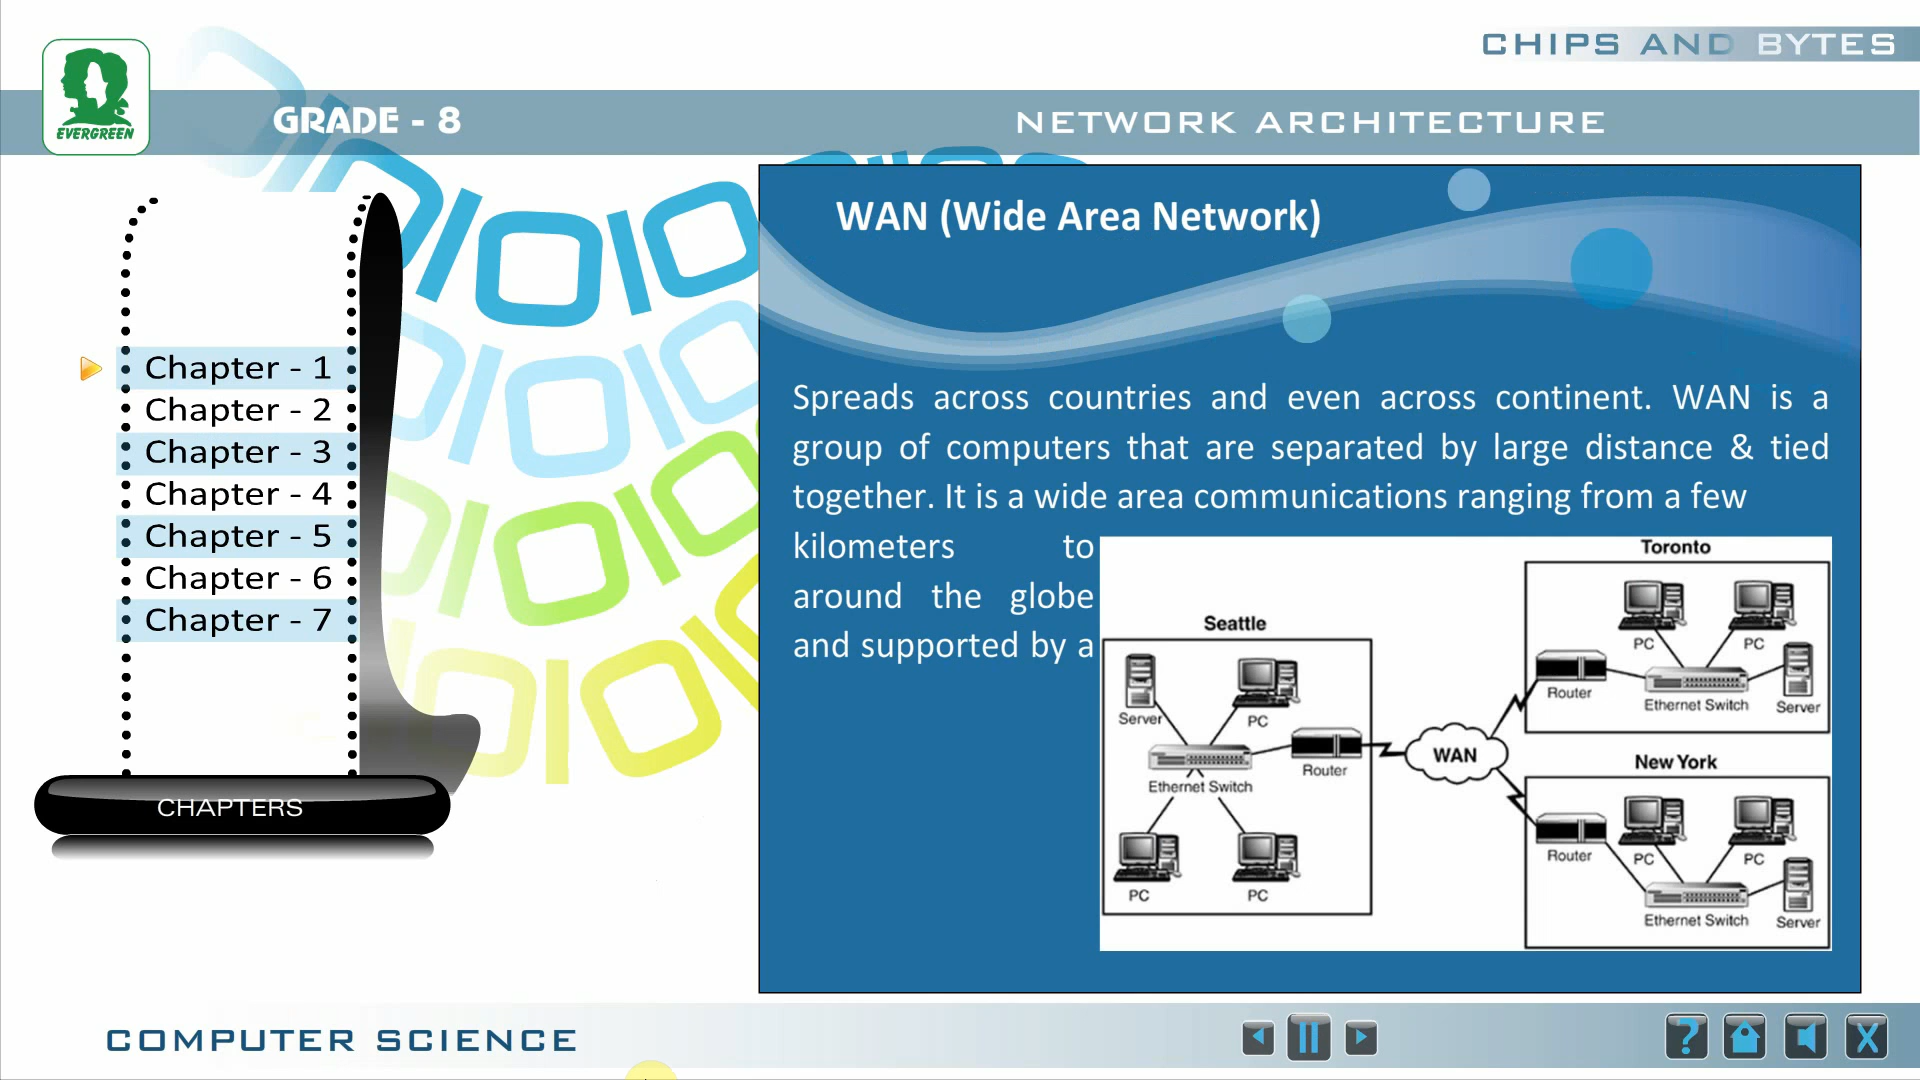 CHIPS AND BYTES
EVERGREEN
GRADE - 8
NETWORK ARCHITECTURE
Chapter - 1
Chapter - 2
Chapter - 3
Chapter - 4
Chapter - 5
Chapter - 6
Chapter - 7
CHAPTERS
WAN (Wide Area Network)
Spreads across countries and even across continent. WAN is a
group of computers that are separated by large distance & tied
together. It is a wide area communications ranging from a few
kilometers to
around the globe
and supported by a
Seattle
Server
PC
Ethernet Switch
Router
PC
PC
WAN
Toronto
PC
PC
Router
Ethernet Switch
Server
New York
PC
PC
Router
Ethernet Switch
Server
COMPUTER SCIENCE
?
X